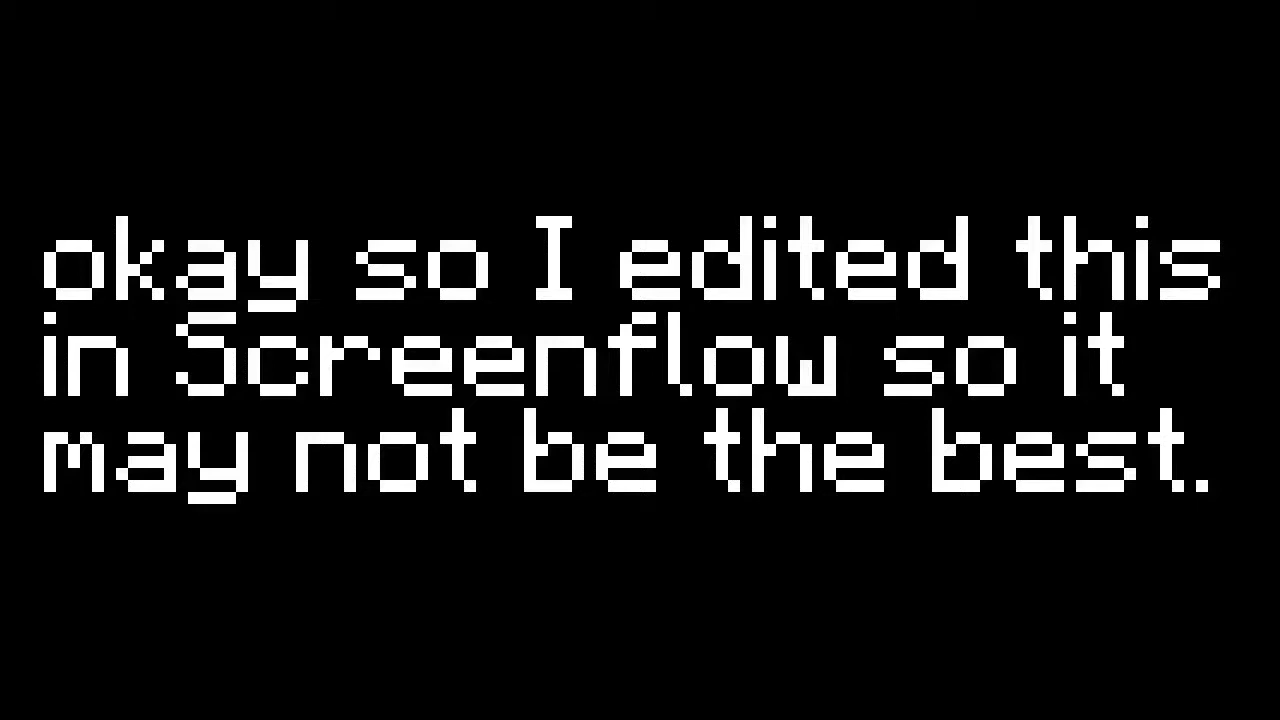 okay so I edited this
in Screenflow so it
may not be the best.